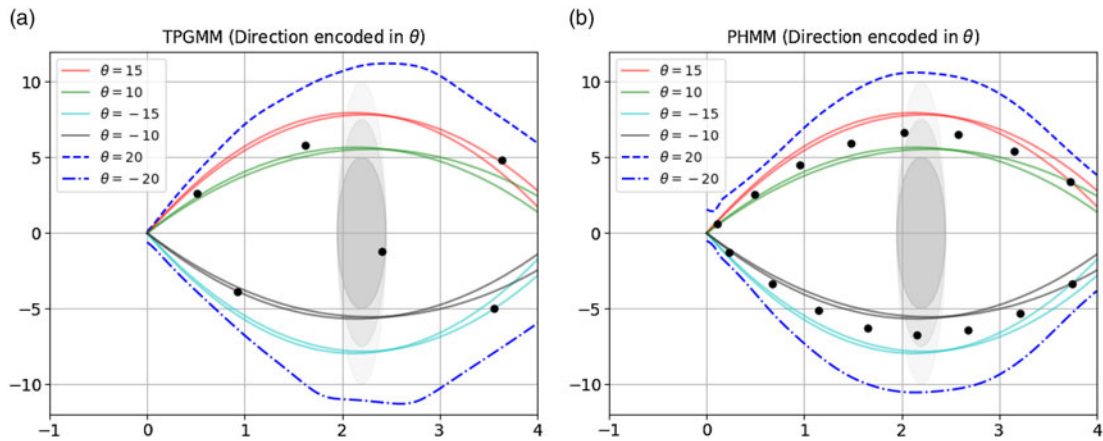 (a)
TPGMM (Direction encoded in θ)
θ = 15
θ = 10
θ = −15
θ = −10
θ = 20
θ = −20
10
5
0
−5
−10
−1 0 1 2 3 4
(b)
PHMM (Direction encoded in θ)
θ = 15
θ = 10
θ = −15
θ = −10
θ = 20
θ = −20
10
5
0
−5
−10
−1 0 1 2 3 4